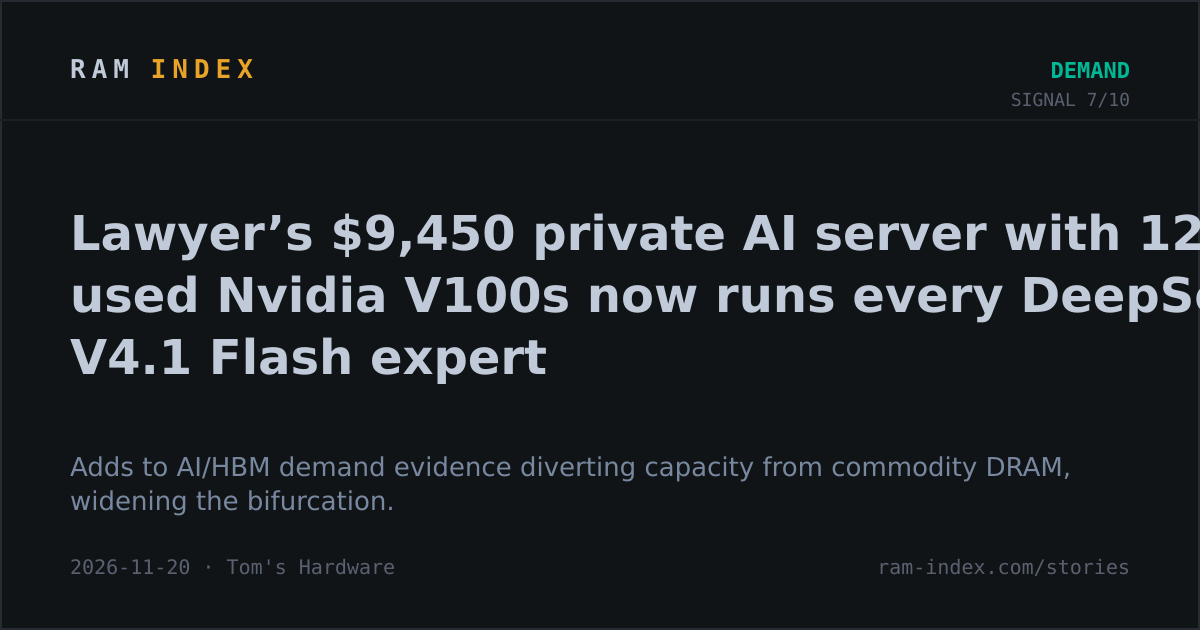 RAM INDEX
DEMAND
SIGNAL 7/10
Lawyer’s $9,450 private AI server with 12
used Nvidia V100s now runs every DeepS
V4.1 Flash expert
Adds to AI/HBM demand evidence diverting capacity from commodity DRAM,
widening the bifurcation.
2026-11-20 · Tom's Hardware
ram-index.com/stories